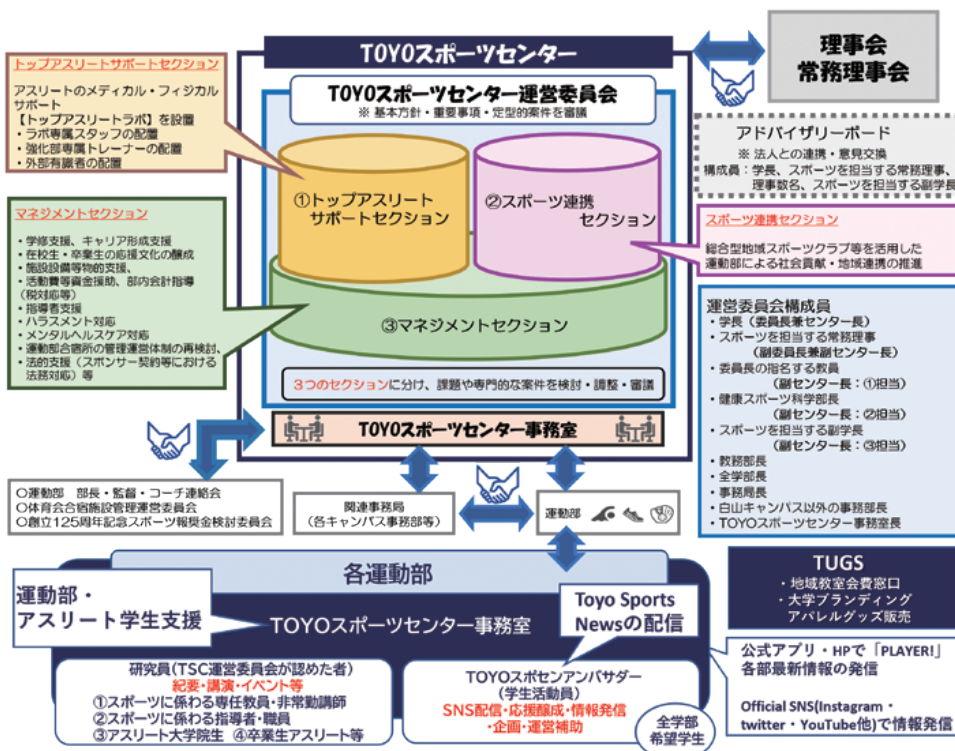 TOYOスポーツセンター
理事会
常務理事会
トップアスリートサポートセクション
アスリートのメディカル・フィジカル
サポート
【トップアスリートラボ】を設置
・ラボ専属スタッフの配置
・強化部専属トレーナーの配置
・外部有識者の配置
TOYOスポーツセンター運営委員会
※ 基本方針・重要事項・定型的案件を審議
①トップアスリート
サポートセクション
②スポーツ連携
セクション
③マネジメントセクション
3つのセクションに分け、課題や専門的な案件を検討・調整・審議
TOYOスポーツセンター事務室
アドバイザリーボード
※ 法人との連携・意見交換
構成員：学長、スポーツを担当する常務理事、
理事数名、スポーツを担当する副学長
マネジメントセクション
・学修支援、キャリア形成支援
・在校生・卒業生の応援文化の醸成
・施設設備等物的支援、
・活動費等資金援助、部内会計指導
（税対応等）
・指導者支援
・ハラスメント対応
・メンタルヘルスケア対応
・運動部合宿所の管理運営体制の再検討、
・法的支援（スポンサー契約等における
法務対応）等
スポーツ連携セクション
総合型地域スポーツクラブ等を活用した
運動部による社会貢献・地域連携の推進
運営委員会構成員
・学長（委員長兼センター長）
・スポーツを担当する常務理事
（副委員長兼副センター長）
・委員長の指名する教員
（副センター長：①担当）
・健康スポーツ科学部長
（副センター長：②担当）
・スポーツを担当する副学長
（副センター長：③担当）
・教務部長
・全学部長
・事務局長
・白山キャンパス以外の事務部長
・TOYOスポーツセンター事務室長
〇運動部 部長・監督・コーチ連絡会
〇体育会合宿施設管理運営委員会
〇創立125周年記念スポーツ報奨金検討委員会
関連事務局
（各キャンパス事務部等）
運動部
各運動部
運動部・
アスリート学生支援
TOYOスポーツセンター事務室
Toyo Sports
Newsの配信
研究員(TSC運営委員会が認めた者)
紀要・講演・イベント等
①スポーツに係わる専任教員・非常勤講師
②スポーツに係わる指導者・職員
③アスリート大学院生 ④卒業生アスリート等
TOYOスポセンアンバサダー
(学生活動員)
SNS配信・応援醸成・情報発信
・企画・運営補助
全学部
希望学生
TUGS
・地域教室会費窓口
・大学ブランディング
アパレルグッズ販売
公式アプリ・HPで「PLAYER!」
各部最新情報の発信
Official SNS(Instagram・
twitter・YouTube他)で情報発信